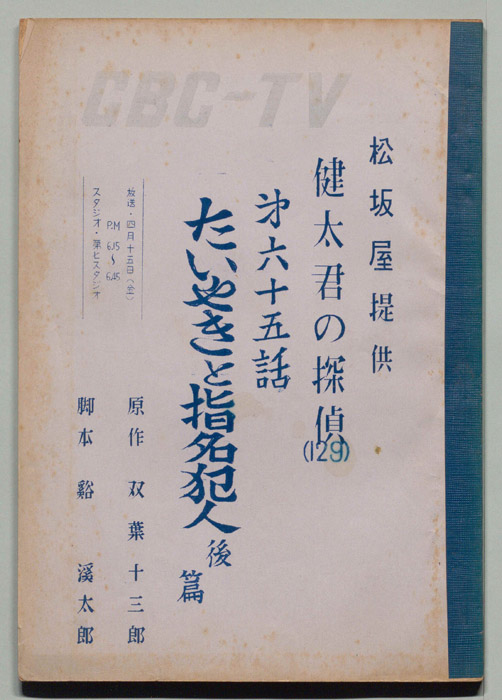 CBC-TV
松坂屋提供
健太君の探偵
(129)
第六十五話
たいやきと指名犯人 後篇
放送・四月十五日(金)
P.M 6.15〜6.45
スタジオ・第七スタジオ
原作 双葉十三郎
脚本 谿 渓太郎